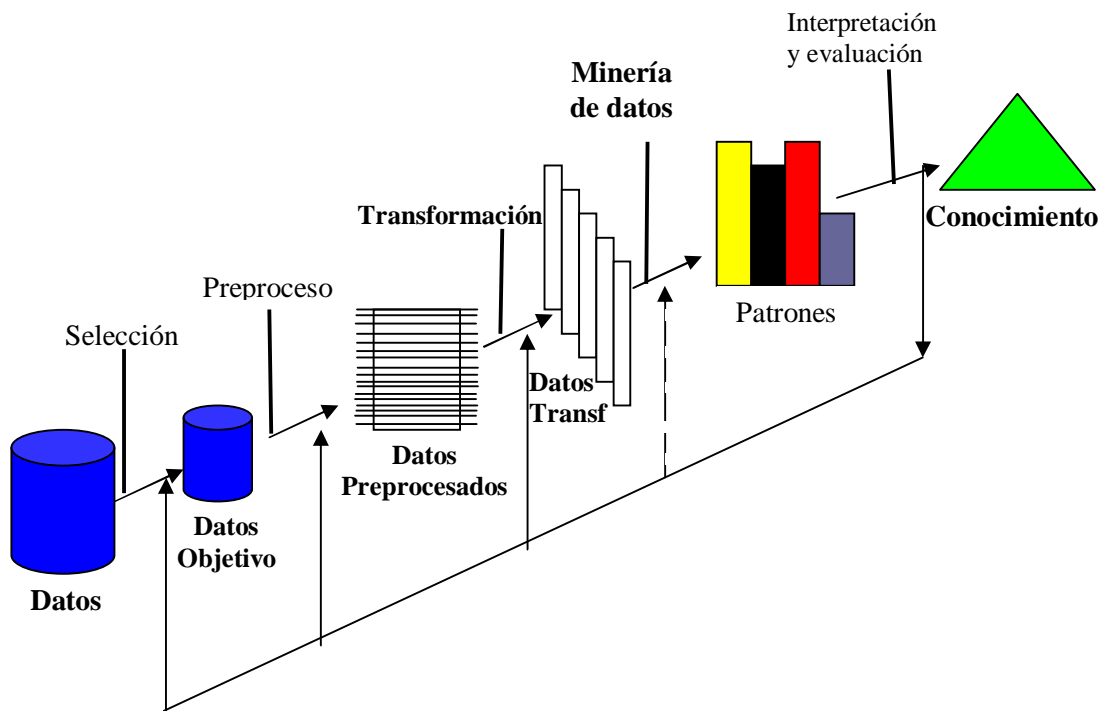 Interpretación
y evaluación
Minería
de datos
Transformación
Conocimiento
Preproceso
Patrones
Selección
Datos
Transf
Datos
Preprocesados
Datos
Objetivo
Datos